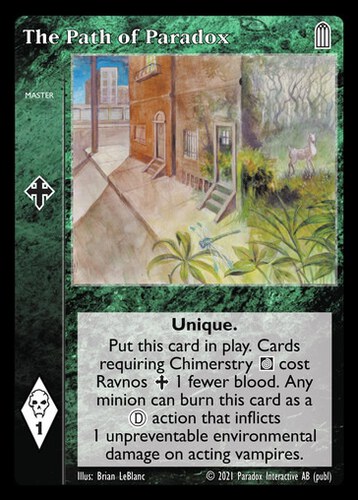 The Path of Paradox
MASTER
Unique.
Put this card in play. Cards
requiring Chimerstry cost
Ravnos 1 fewer blood. Any
minion can burn this card as a
Ⓓ action that inflicts
1 unpreventable environmental
damage on acting vampires.
1
Illus: Brian LeBlanc © 2021 Paradox Interactive AB (publ)